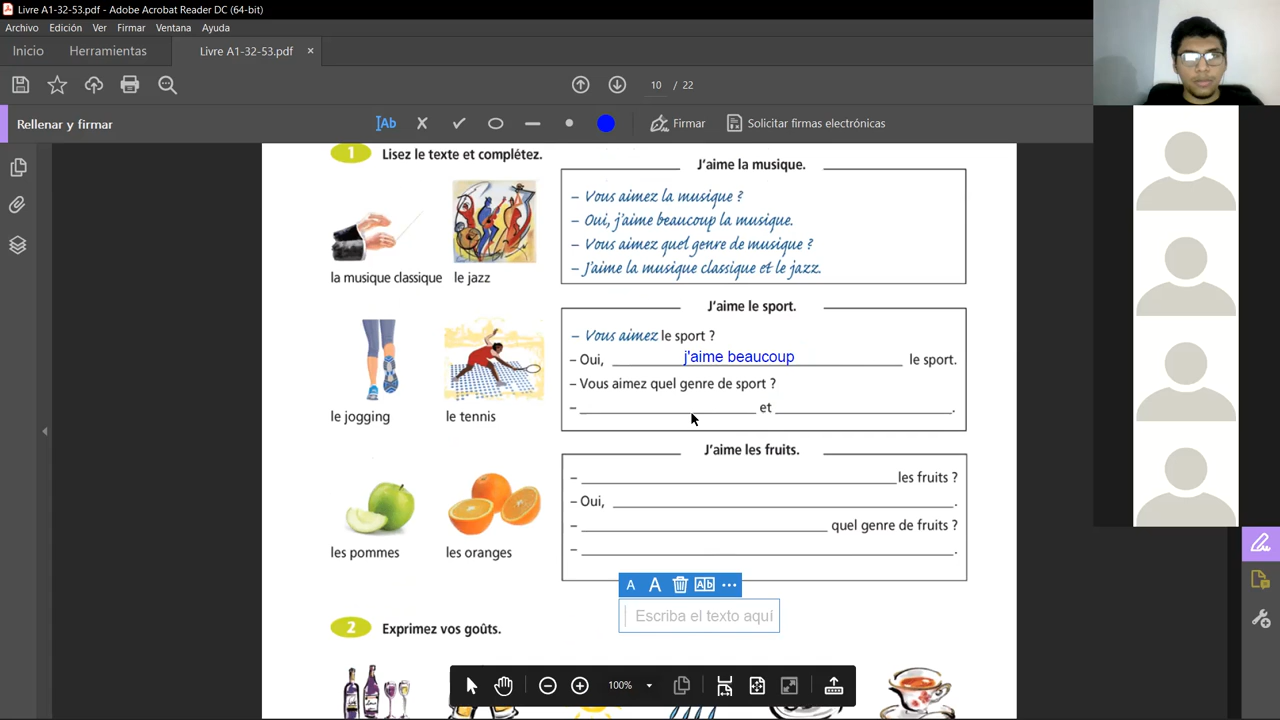 Livre A1-32-53.pdf - Adobe Acrobat Reader DC (64-bit)
Archivo Edición Ver Firmar Ventana Ayuda
Inicio Herramientas Livre A1-32-53.pdf ×
10 / 22
Rellenar y firmar
Ab
Firmar
Solicitar firmas electrónicas
1 Lisez le texte et complétez.
J'aime la musique.
– Vous aimez la musique ?
– Oui, j'aime beaucoup la musique.
– Vous aimez quel genre de musique ?
– J'aime la musique classique et le jazz.
la musique classique le jazz
J'aime le sport.
– Vous aimez le sport ?
– Oui, j'aime beaucoup le sport.
– Vous aimez quel genre de sport ?
– et .
le jogging le tennis
J'aime les fruits.
– les fruits ?
– Oui, .
– quel genre de fruits ?
– .
les pommes les oranges
A A Ab ...
Escriba el texto aquí
2 Exprimez vos goûts.
100%